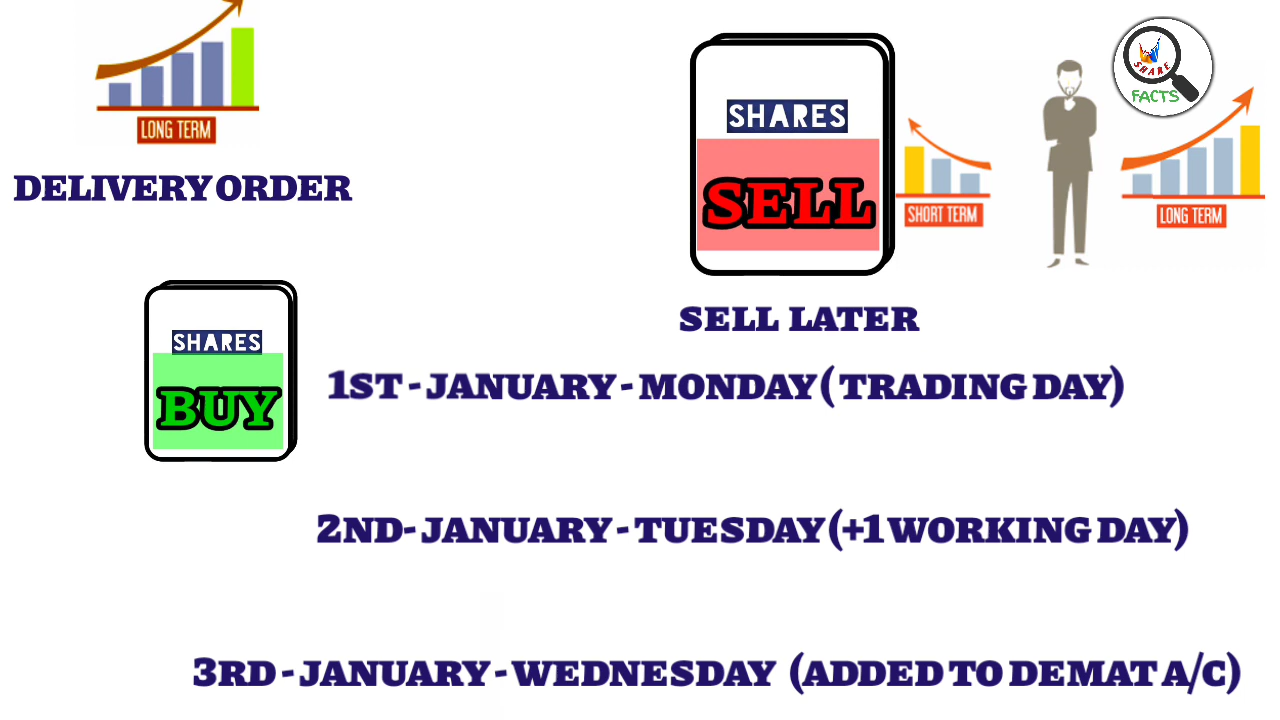 SHARE
FACTS
LONG TERM
DELIVERY ORDER
SHARES
SELL
SHORT TERM
LONG TERM
SELL LATER
SHARES
BUY
1ST - JANUARY - MONDAY ( TRADING DAY)
2ND- JANUARY - TUESDAY (+1 WORKING DAY)
3RD - JANUARY - WEDNESDAY (ADDED TO DEMAT A/C)